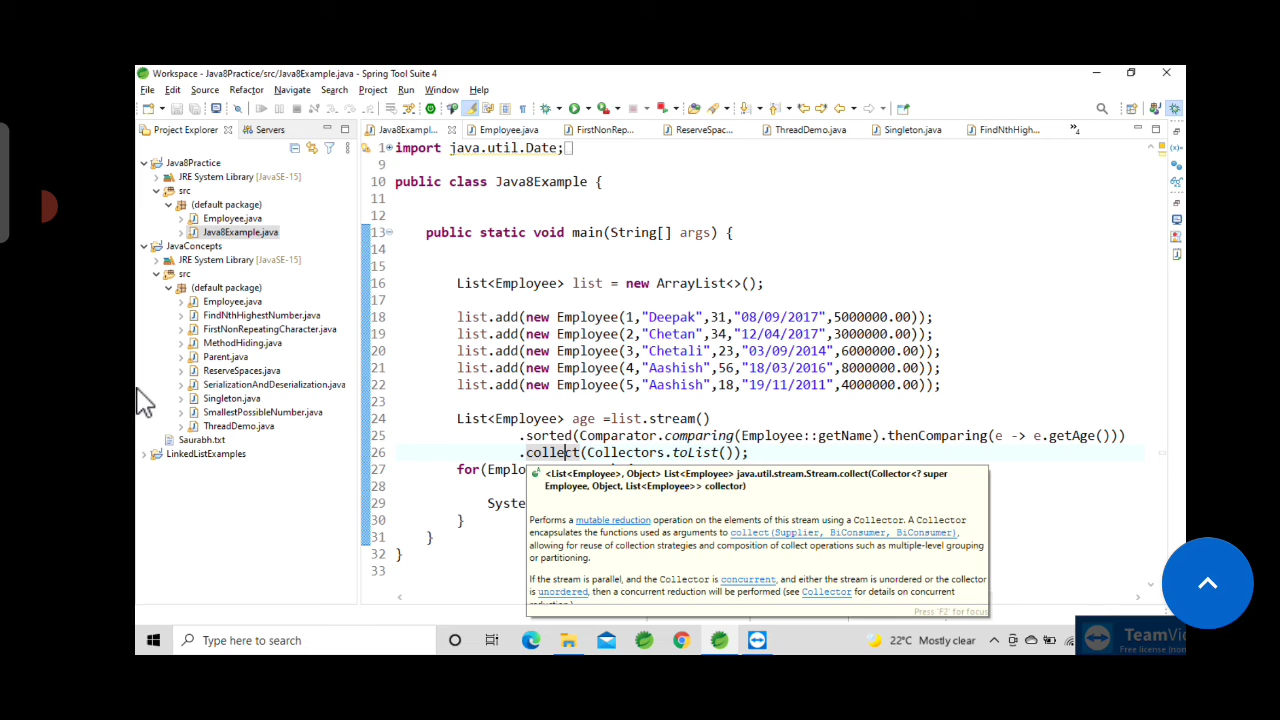 Workspace - Java8Practice/src/Java8Example.java - Spring Tool Suite 4
File Edit Source Refactor Navigate Search Project Run Window Help
Project Explorer Servers
Java8Exampl... Employee.java FirstNonRep... ReserveSpac... ThreadDemo.java Singleton.java FindNthHigh... »4
Java8Practice
JRE System Library [JavaSE-15]
src
(default package)
Employee.java
Java8Example.java
JavaConcepts
JRE System Library [JavaSE-15]
src
(default package)
Employee.java
FindNthHighestNumber.java
FirstNonRepeatingCharacter.java
MethodHiding.java
Parent.java
ReserveSpaces.java
SerializationAndDeserialization.java
Singleton.java
SmallestPossibleNumber.java
ThreadDemo.java
Saurabh.txt
LinkedListExamples
1 import java.util.Date;
9
10 public class Java8Example {
11
12
13 public static void main(String[] args) {
14
15
16 List<Employee> list = new ArrayList<>();
17
18 list.add(new Employee(1,"Deepak",31,"08/09/2017",5000000.00));
19 list.add(new Employee(2,"Chetan",34,"12/04/2017",3000000.00));
20 list.add(new Employee(3,"Chetali",23,"03/09/2014",6000000.00));
21 list.add(new Employee(4,"Aashish",56,"18/03/2016",8000000.00));
22 list.add(new Employee(5,"Aashish",18,"19/11/2011",4000000.00));
23
24 List<Employee> age =list.stream()
25 .sorted(Comparator.comparing(Employee::getName).thenComparing(e -> e.getAge()))
26 .collect(Collectors.toList());
27 for(Emplo
28
29 Syste
30 }
31 }
32 }
33
<List<Employee>, Object> List<Employee> java.util.stream.Stream.collect(Collector<? super
Employee, Object, List<Employee>> collector)
Performs a mutable reduction operation on the elements of this stream using a Collector. A Collector
encapsulates the functions used as arguments to collect(Supplier, BiConsumer, BiConsumer),
allowing for reuse of collection strategies and composition of collect operations such as multiple-level grouping
or partitioning.
If the stream is parallel, and the Collector is concurrent, and either the stream is unordered or the collector
is unordered, then a concurrent reduction will be performed (see Collector for details on concurrent
Press 'F2' for focus
Type here to search
22°C Mostly clear
TeamVi
Free license (non